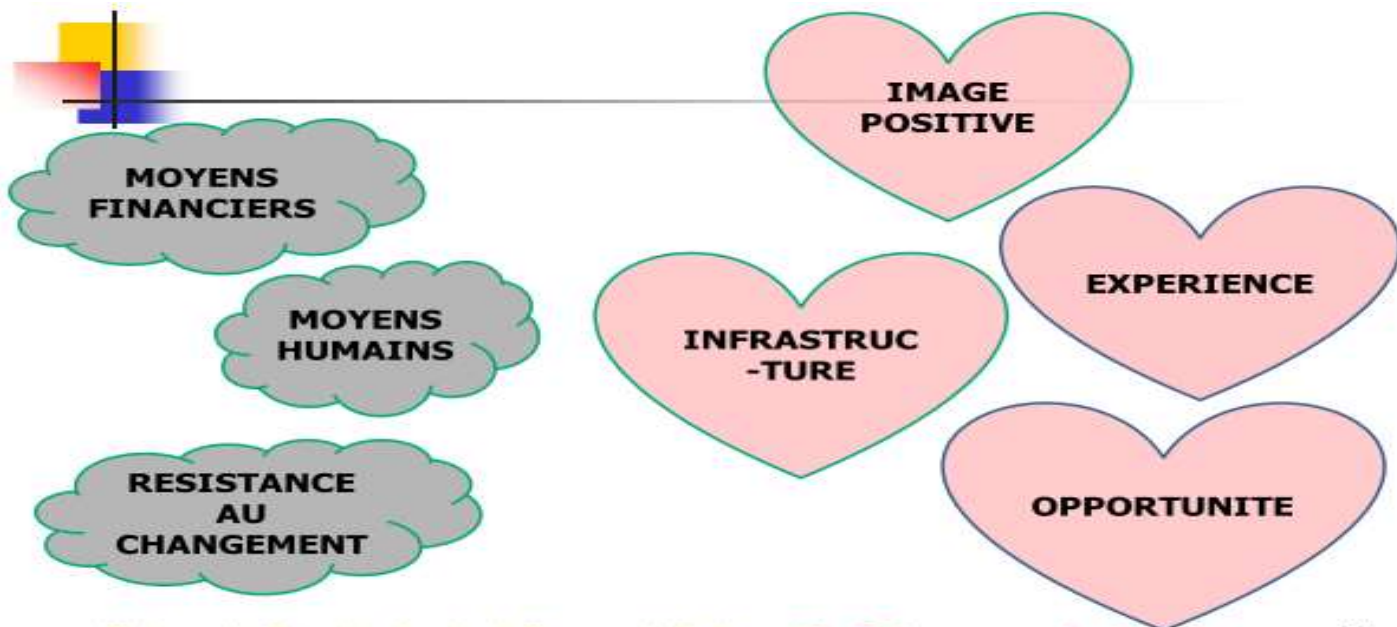 IMAGE
POSITIVE
MOYENS
FINANCIERS
EXPERIENCE
MOYENS
HUMAINS
INFRASTRUC
-TURE
RESISTANCE
AU
CHANGEMENT
OPPORTUNITE